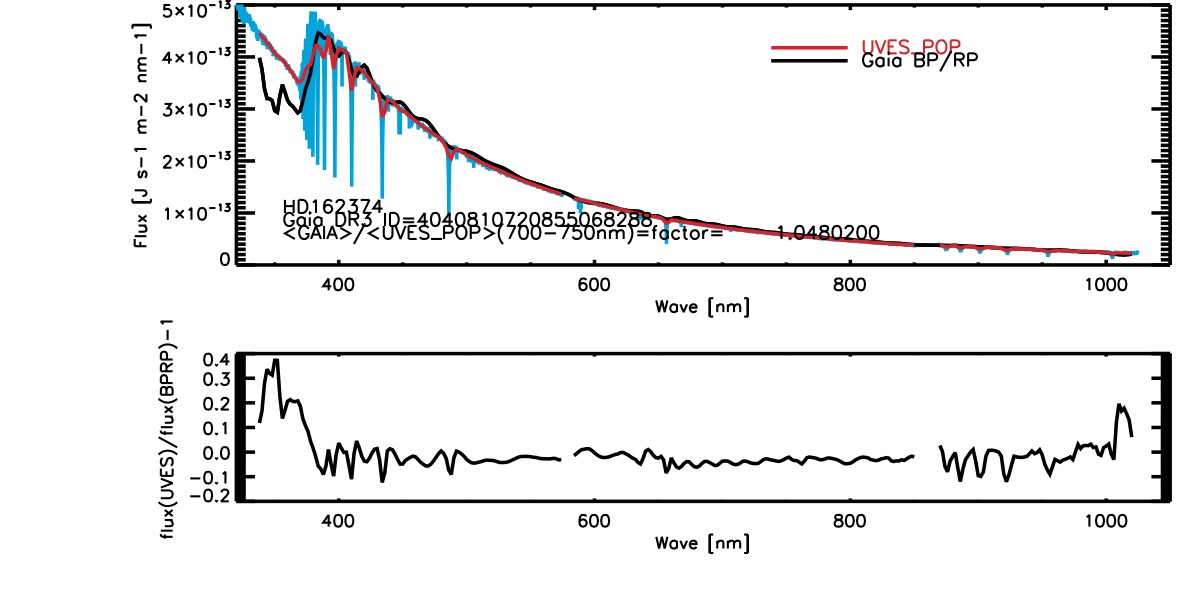 5×10−13
4×10−13
3×10−13
2×10−13
1×10−13
0
Flux [J s−1 m−2 nm−1]
UVES_POP
Gaia BP/RP
HD162374
Gaia DR3 ID=4040810720855068288
<GAIA>/<UVES_POP>(700−750nm)=factor= 1.0480200
400 600 800 1000
Wave [nm]
0.4
0.3
0.2
0.1
0.0
−0.1
−0.2
flux(UVES)/flux(BPRP)−1
400 600 800 1000
Wave [nm]